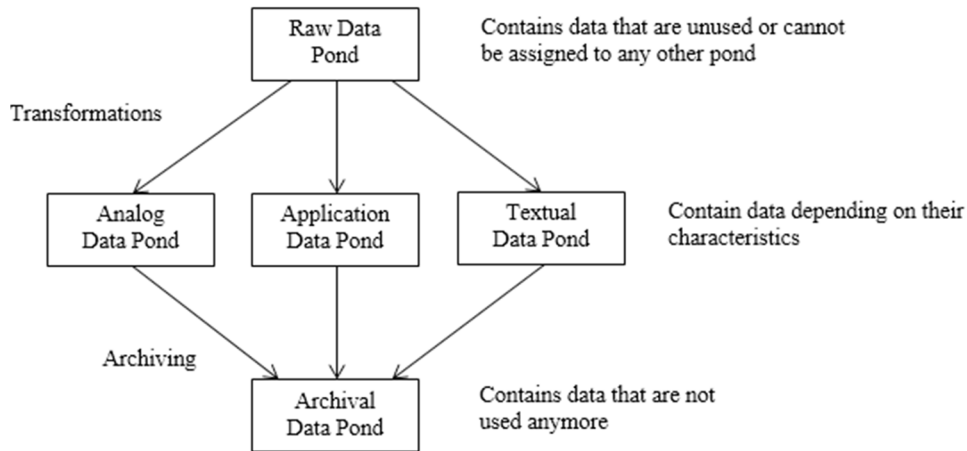 Raw Data
Pond
Contains data that are unused or cannot
be assigned to any other pond
Transformations
Analog
Data Pond
Application
Data Pond
Textual
Data Pond
Contain data depending on their
characteristics
Archiving
Archival
Data Pond
Contains data that are not
used anymore